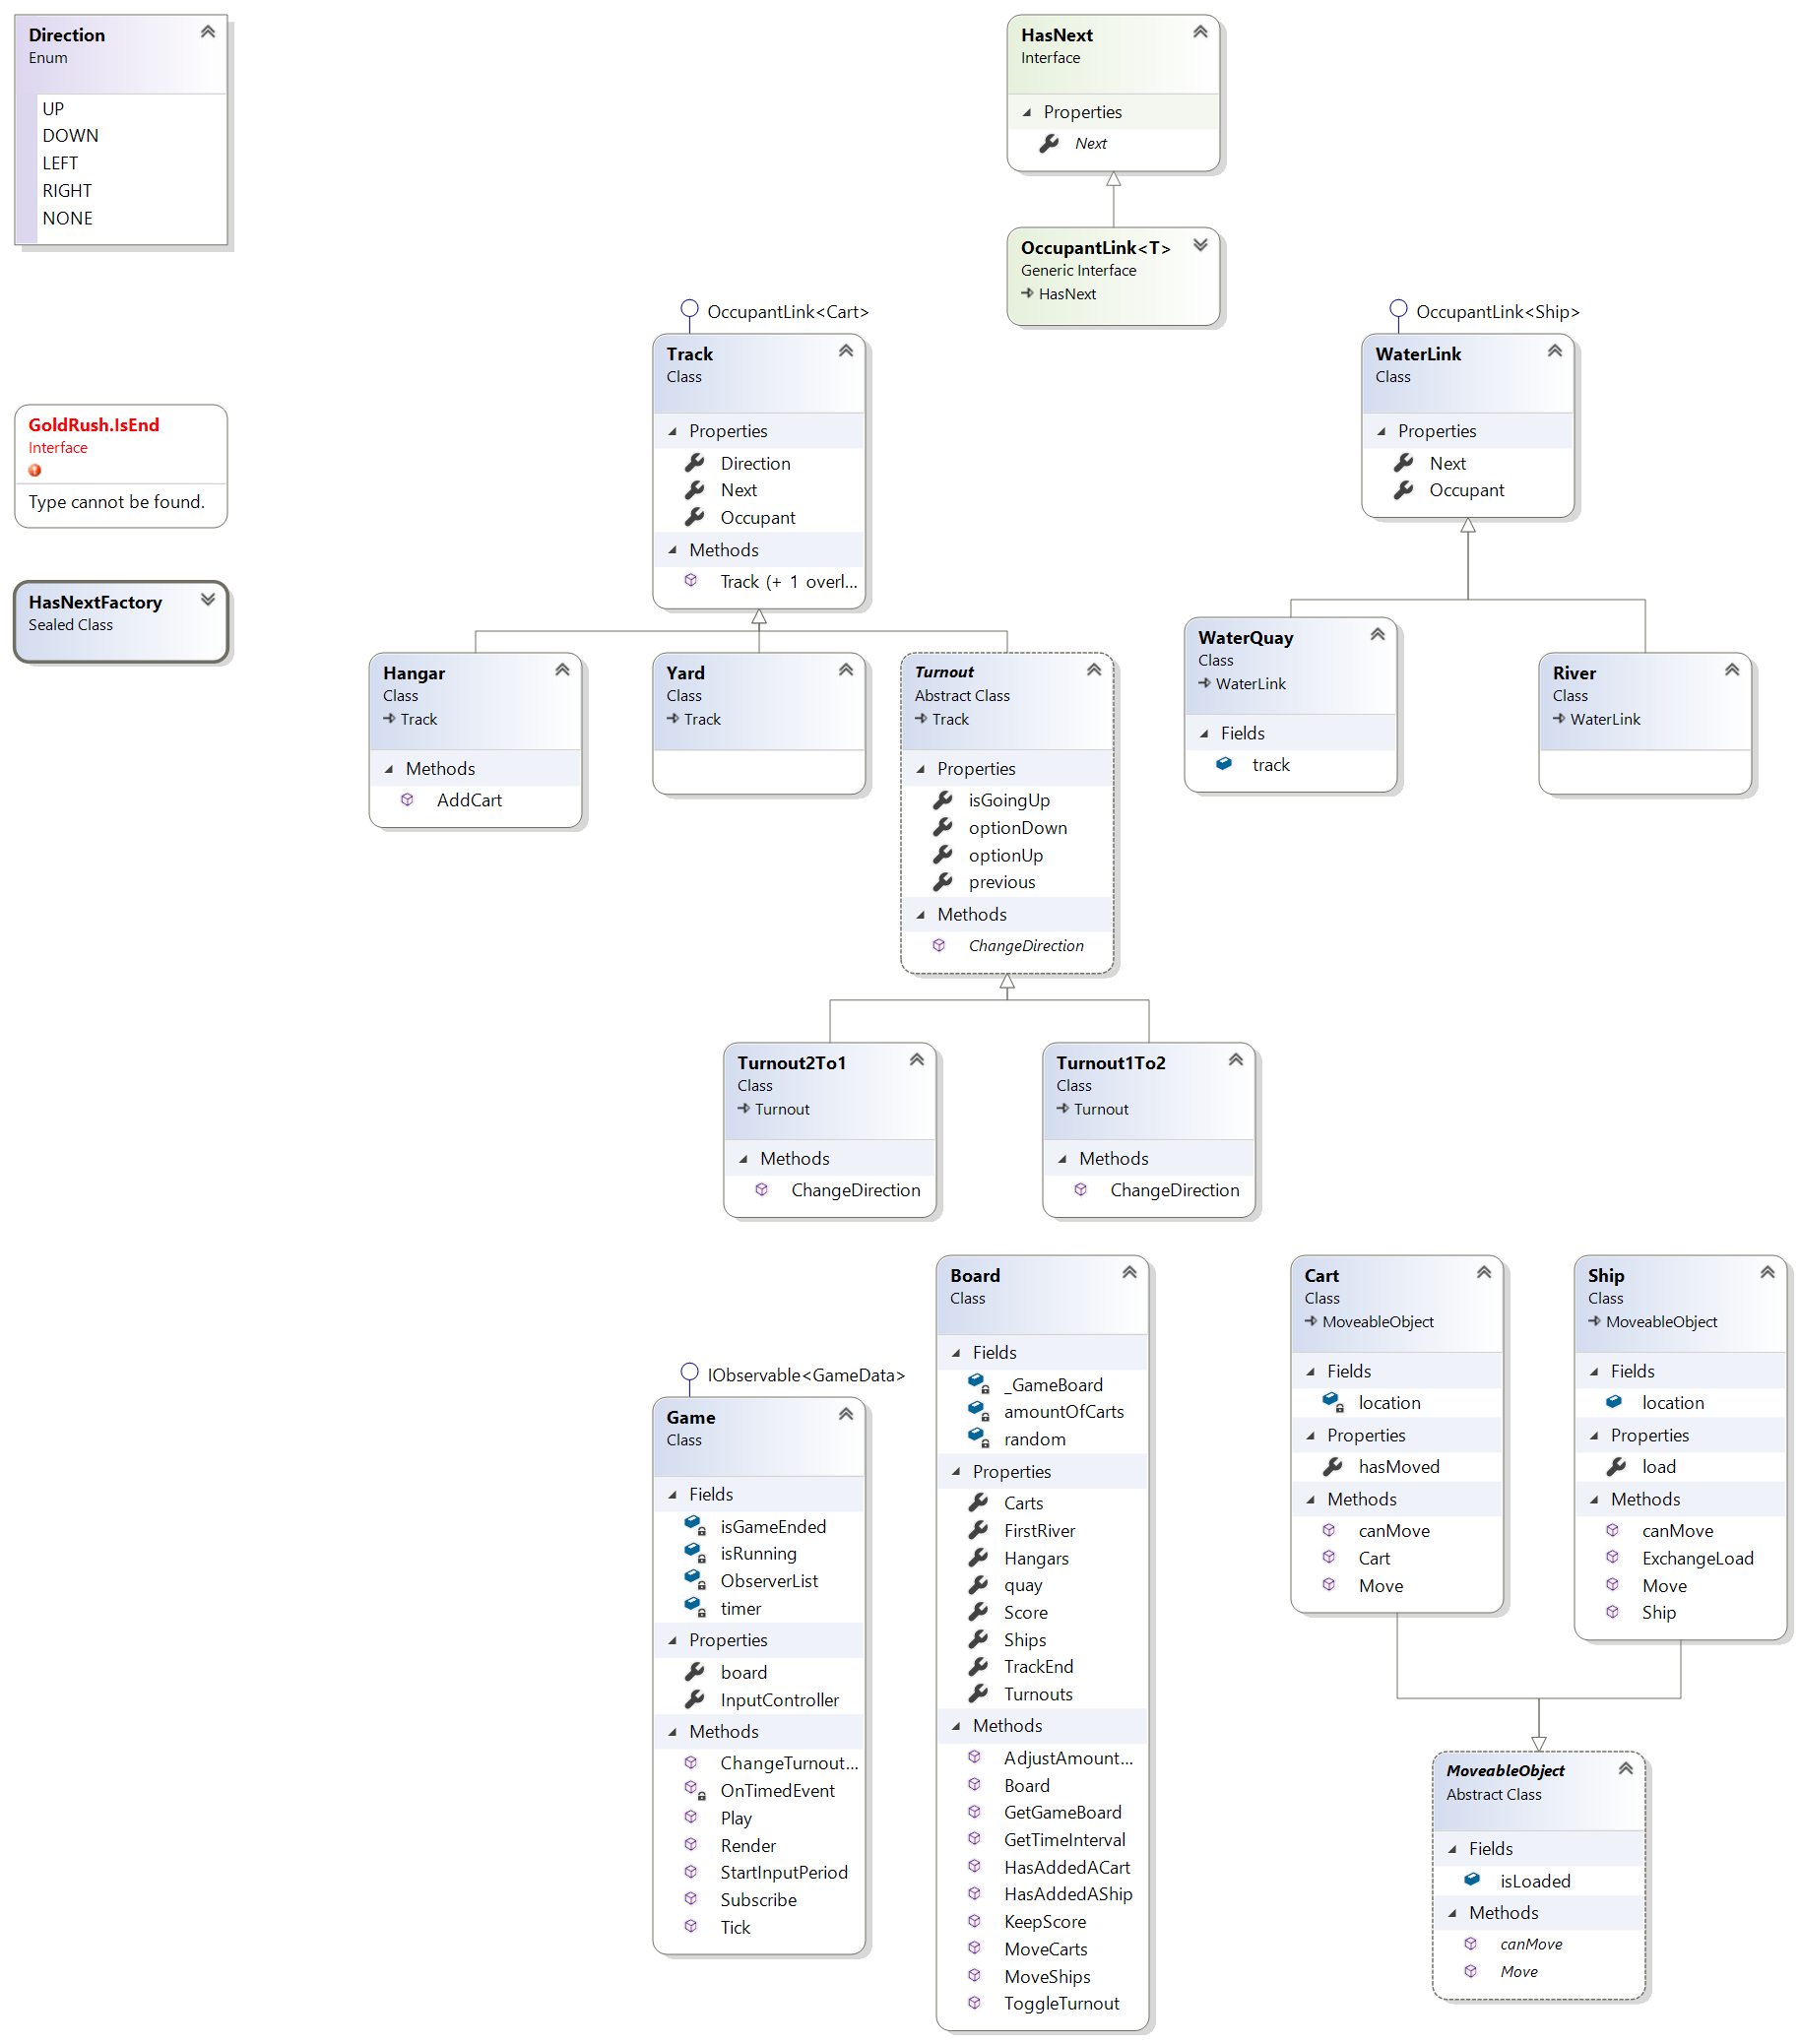 Direction
Enum
UP
DOWN
LEFT
RIGHT
NONE
HasNext
Interface
Properties
Next
OccupantLink<T>
Generic Interface
HasNext
GoldRush.IsEnd
Interface
Type cannot be found.
HasNextFactory
Sealed Class
OccupantLink<Cart>
Track
Class
Properties
Direction
Next
Occupant
Methods
Track (+ 1 overl...
OccupantLink<Ship>
WaterLink
Class
Properties
Next
Occupant
Hangar
Class
Track
Methods
AddCart
Yard
Class
Track
Turnout
Abstract Class
Track
Properties
isGoingUp
optionDown
optionUp
previous
Methods
ChangeDirection
WaterQuay
Class
WaterLink
Fields
track
River
Class
WaterLink
Turnout2To1
Class
Turnout
Methods
ChangeDirection
Turnout1To2
Class
Turnout
Methods
ChangeDirection
IObservable<GameData>
Game
Class
Fields
isGameEnded
isRunning
ObserverList
timer
Properties
board
InputController
Methods
ChangeTurnout...
OnTimedEvent
Play
Render
StartInputPeriod
Subscribe
Tick
Board
Class
Fields
_GameBoard
amountOfCarts
random
Properties
Carts
FirstRiver
Hangars
quay
Score
Ships
TrackEnd
Turnouts
Methods
AdjustAmount...
Board
GetGameBoard
GetTimeInterval
HasAddedACart
HasAddedAShip
KeepScore
MoveCarts
MoveShips
ToggleTurnout
Cart
Class
MoveableObject
Fields
location
Properties
hasMoved
Methods
canMove
Cart
Move
Ship
Class
MoveableObject
Fields
location
Properties
load
Methods
canMove
ExchangeLoad
Move
Ship
MoveableObject
Abstract Class
Fields
isLoaded
Methods
canMove
Move